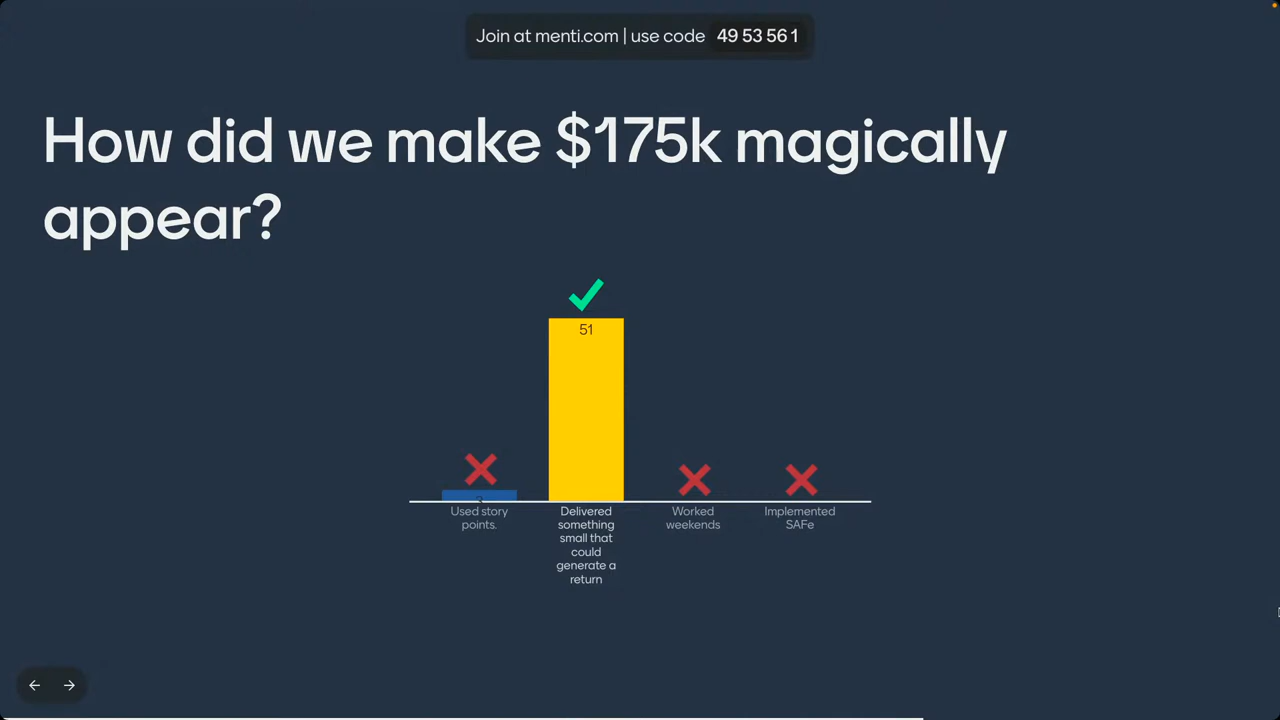 Join at menti.com | use code 49 53 56 1
How did we make $175k magically
appear?
51
3
Used story
points.
Delivered
something
small that
could
generate a
return
Worked
weekends
Implemented
SAFe